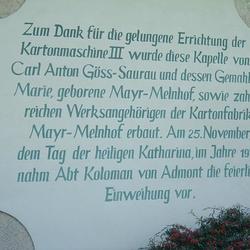 Zum Dank für die gelungene Errichtung der
Kartonmaschine III wurde diese Kapelle von
Carl Anton Göss-Saurau und dessen Gemahl
Marie, geborene Mayr-Melnhof, sowie zahl
reichen Werksangehörigen der Kartonfabrik
Mayr-Melnhof erbaut. Am 25. November
dem Tag der heiligen Katharina, im Jahre 19
nahm Abt Koloman von Admont die feierli
Einweihung vor.